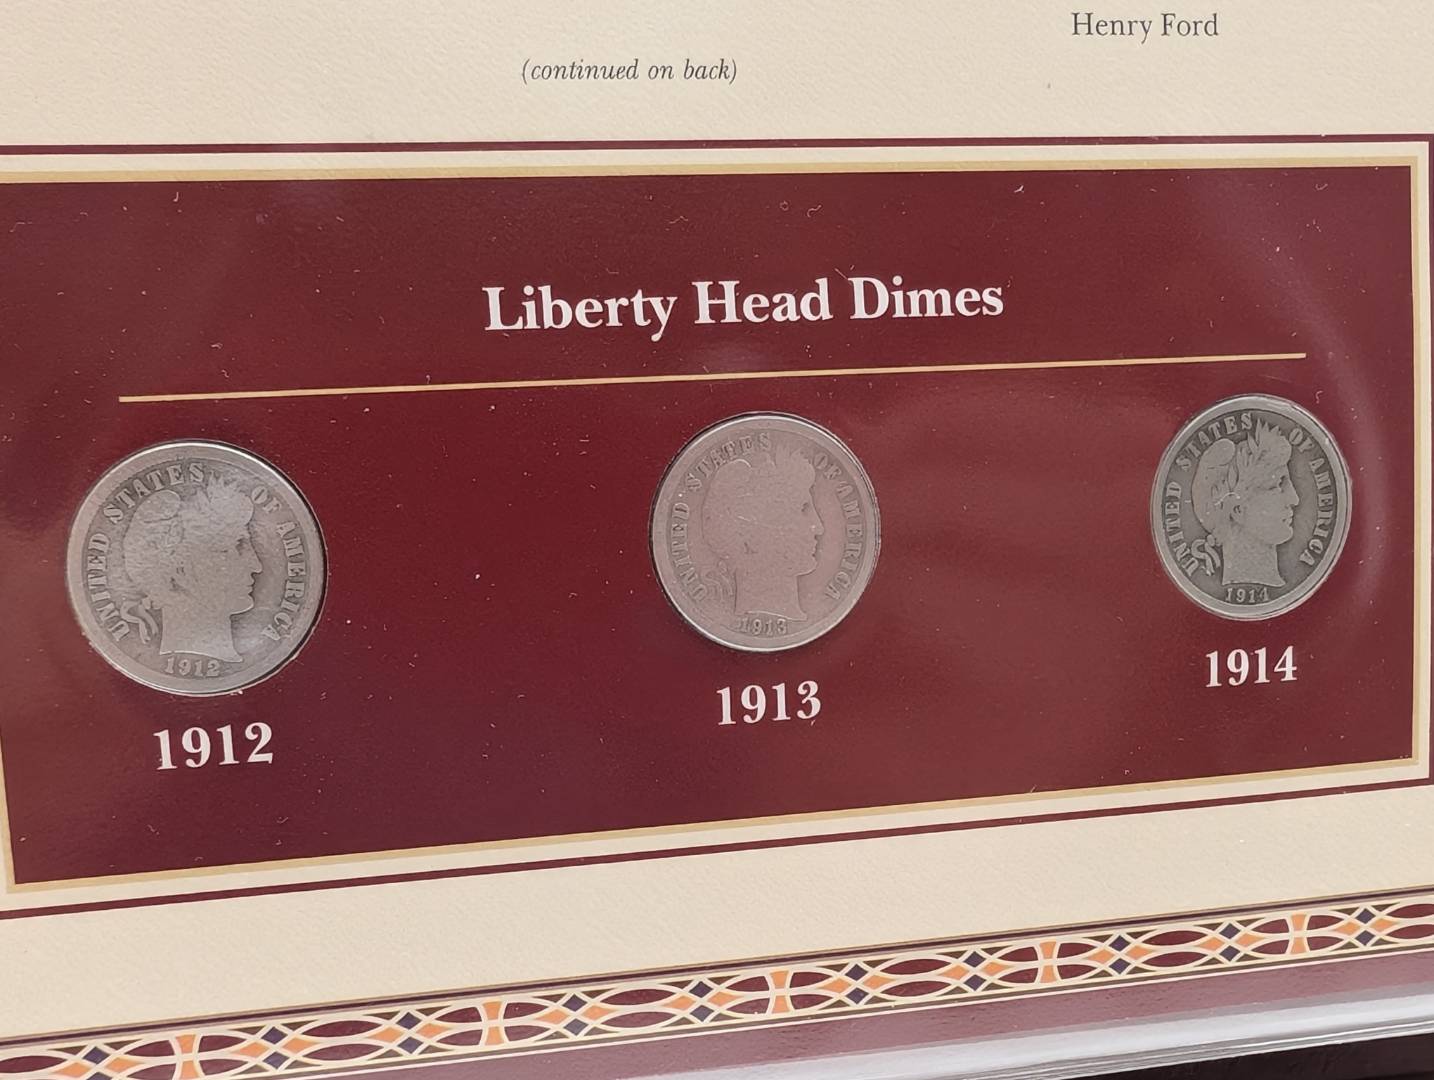 Henry Ford
(continued on back)
Liberty Head Dimes
UNITED STATES OF AMERICA
1912
UNITED STATES OF AMERICA
1913
UNITED STATES OF AMERICA
1914
1912
1913
1914